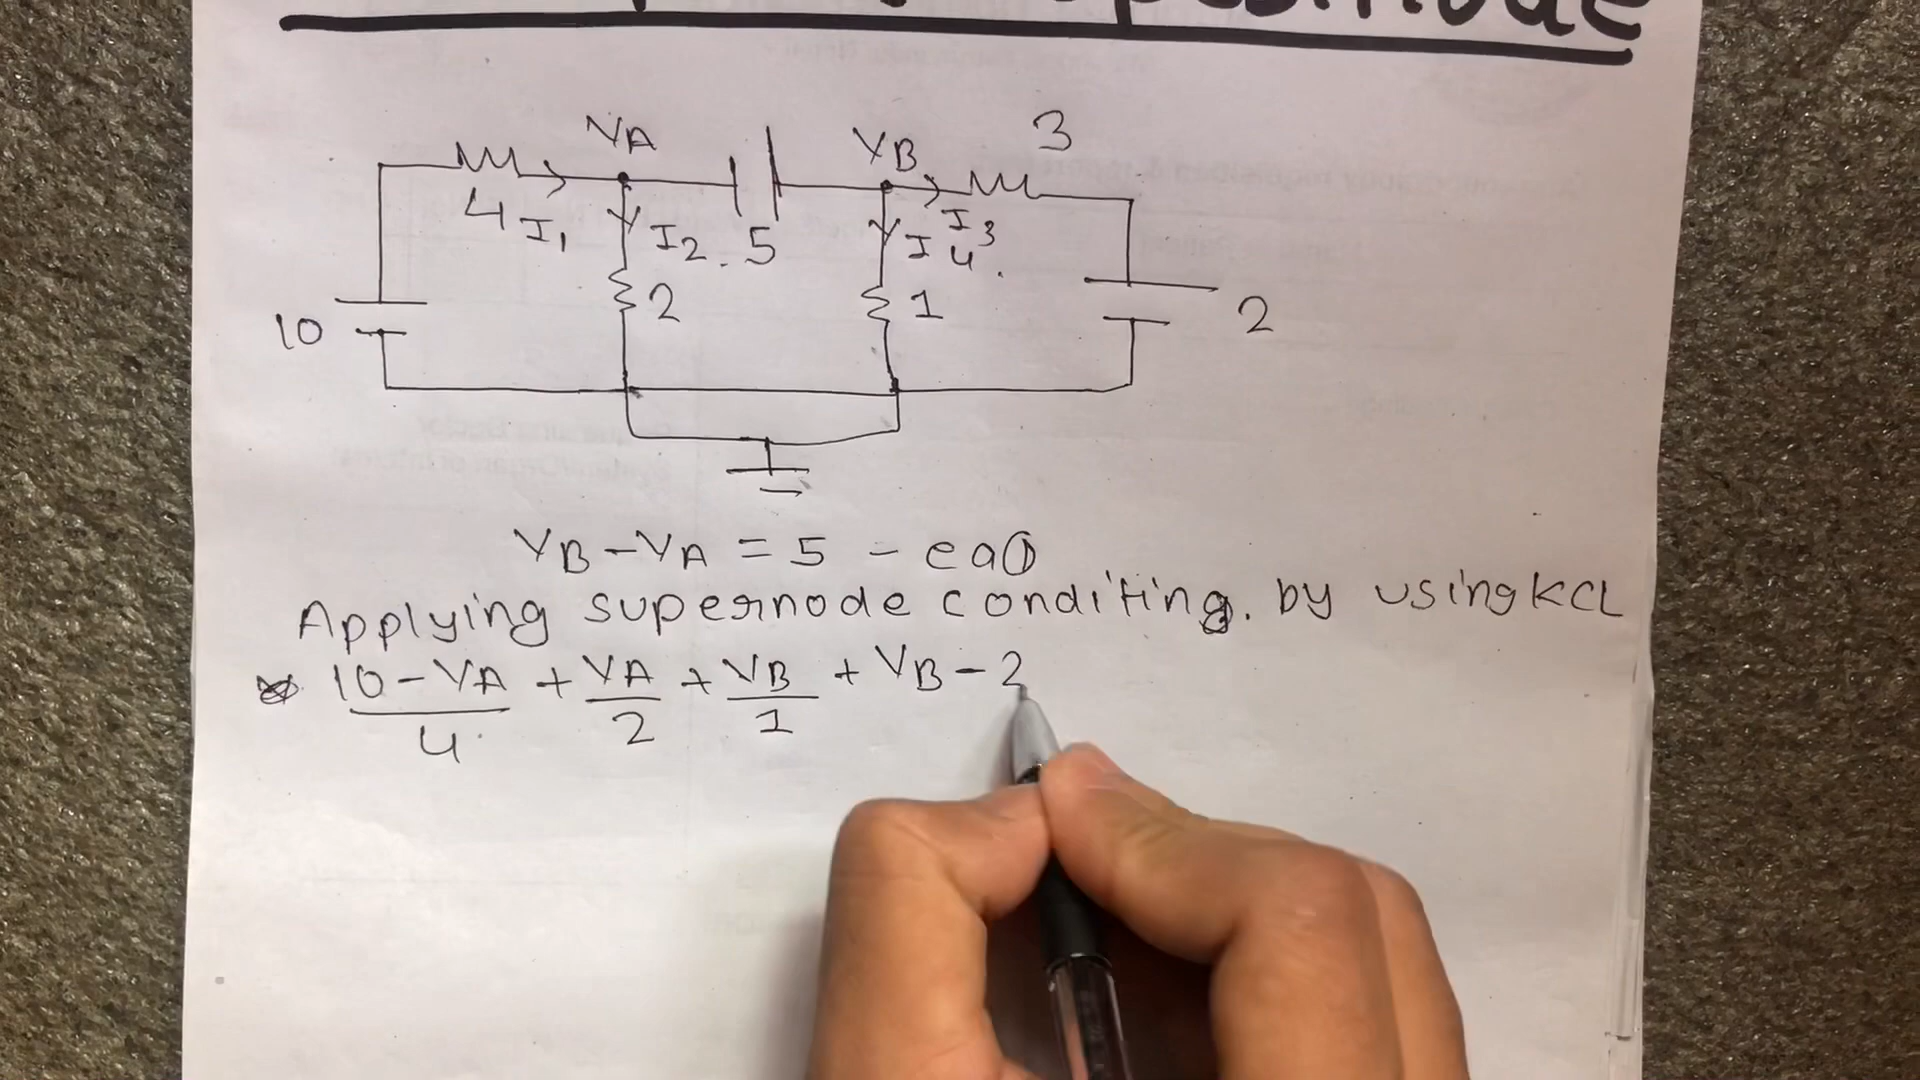 VA
VB
3
4
I1
I2
5
I3
I4
10
2
1
2
VB - VA = 5 - eq①
Applying supernode conditing. by using KCL
10 - VA + VA + VB + VB - 2
4 2 1